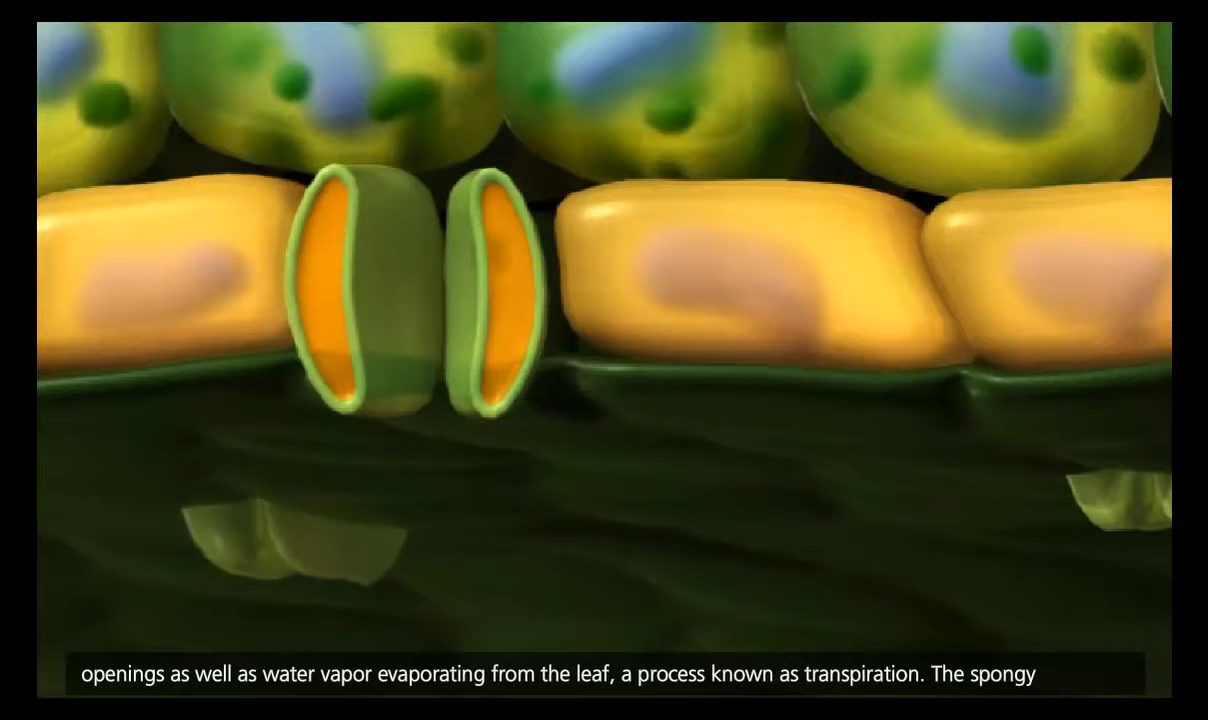 openings as well as water vapor evaporating from the leaf, a process known as transpiration. The spongy